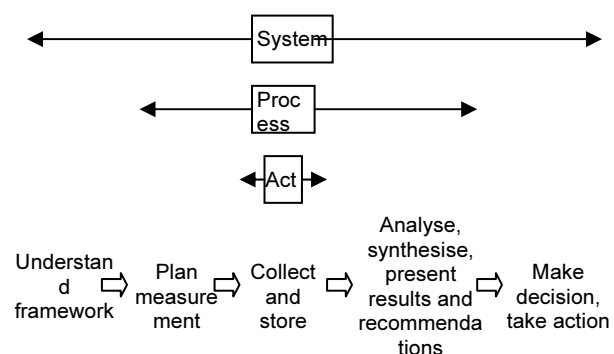 System
Proc
ess
Act
Understan
d
framework
Plan
measure
ment
Collect
and
store
Analyse,
synthesise,
present
results and
recommenda
tions
Make
decision,
take action